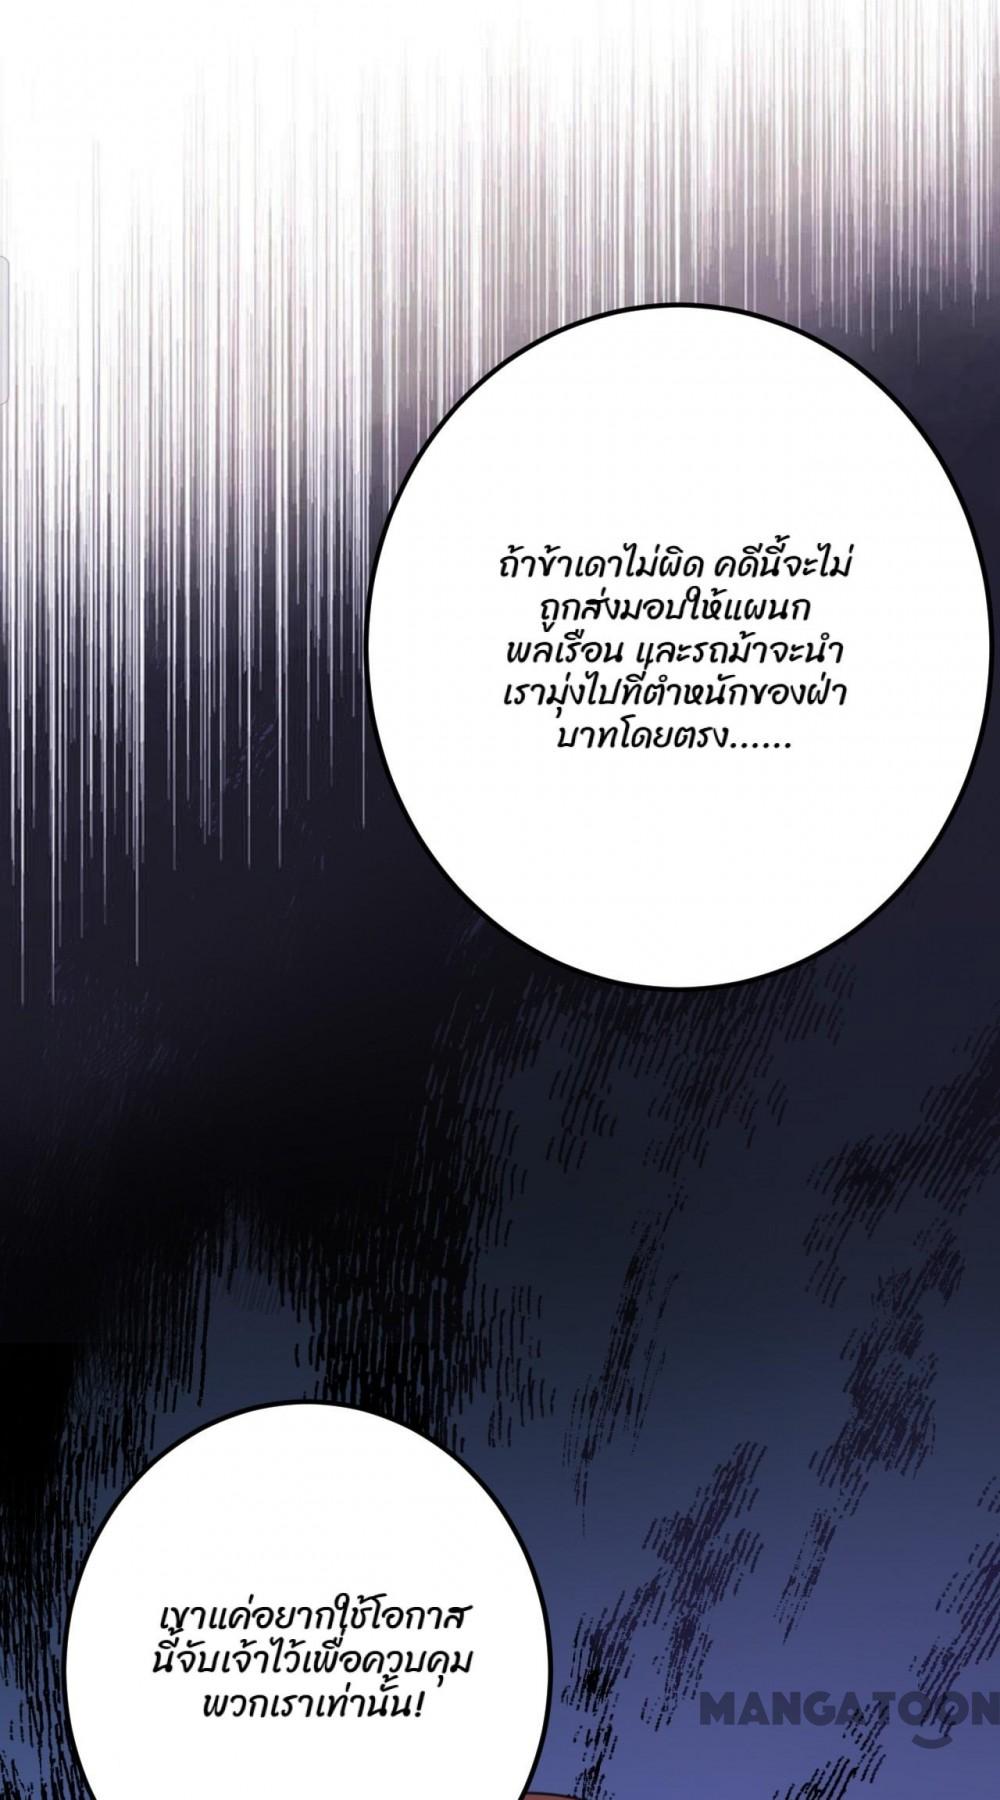 ถ้าข้าเดาไม่ผิด คดีนี้จะไม่
ถูกส่งมอบให้แผนก
พลเรือน และรถม้าจะนำ
เรามุ่งไปที่ตำหนักของฝ่า
บาทโดยตรง......
เขาแค่อยากใช้โอกาส
นี้จับเจ้าไว้เพื่อควบคุม
พวกเราเท่านั้น!
MANGATOON